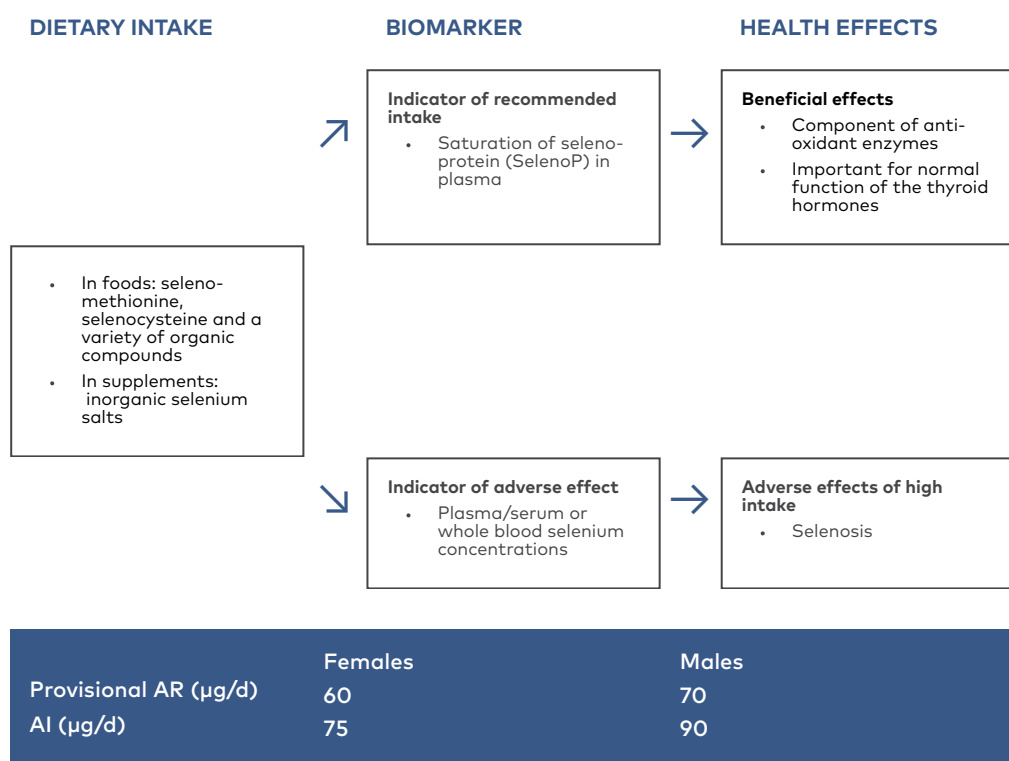 DIETARY INTAKE
BIOMARKER
HEALTH EFFECTS
Indicator of recommended
intake
• Saturation of seleno-
protein (SelenoP) in
plasma
Beneficial effects
• Component of anti-
oxidant enzymes
• Important for normal
function of the thyroid
hormones
• In foods: seleno-
methionine,
selenocysteine and a
variety of organic
compounds
• In supplements:
inorganic selenium
salts
Indicator of adverse effect
• Plasma/serum or
whole blood selenium
concentrations
Adverse effects of high
intake
• Selenosis
Females Males
Provisional AR (µg/d) 60 70
AI (µg/d) 75 90